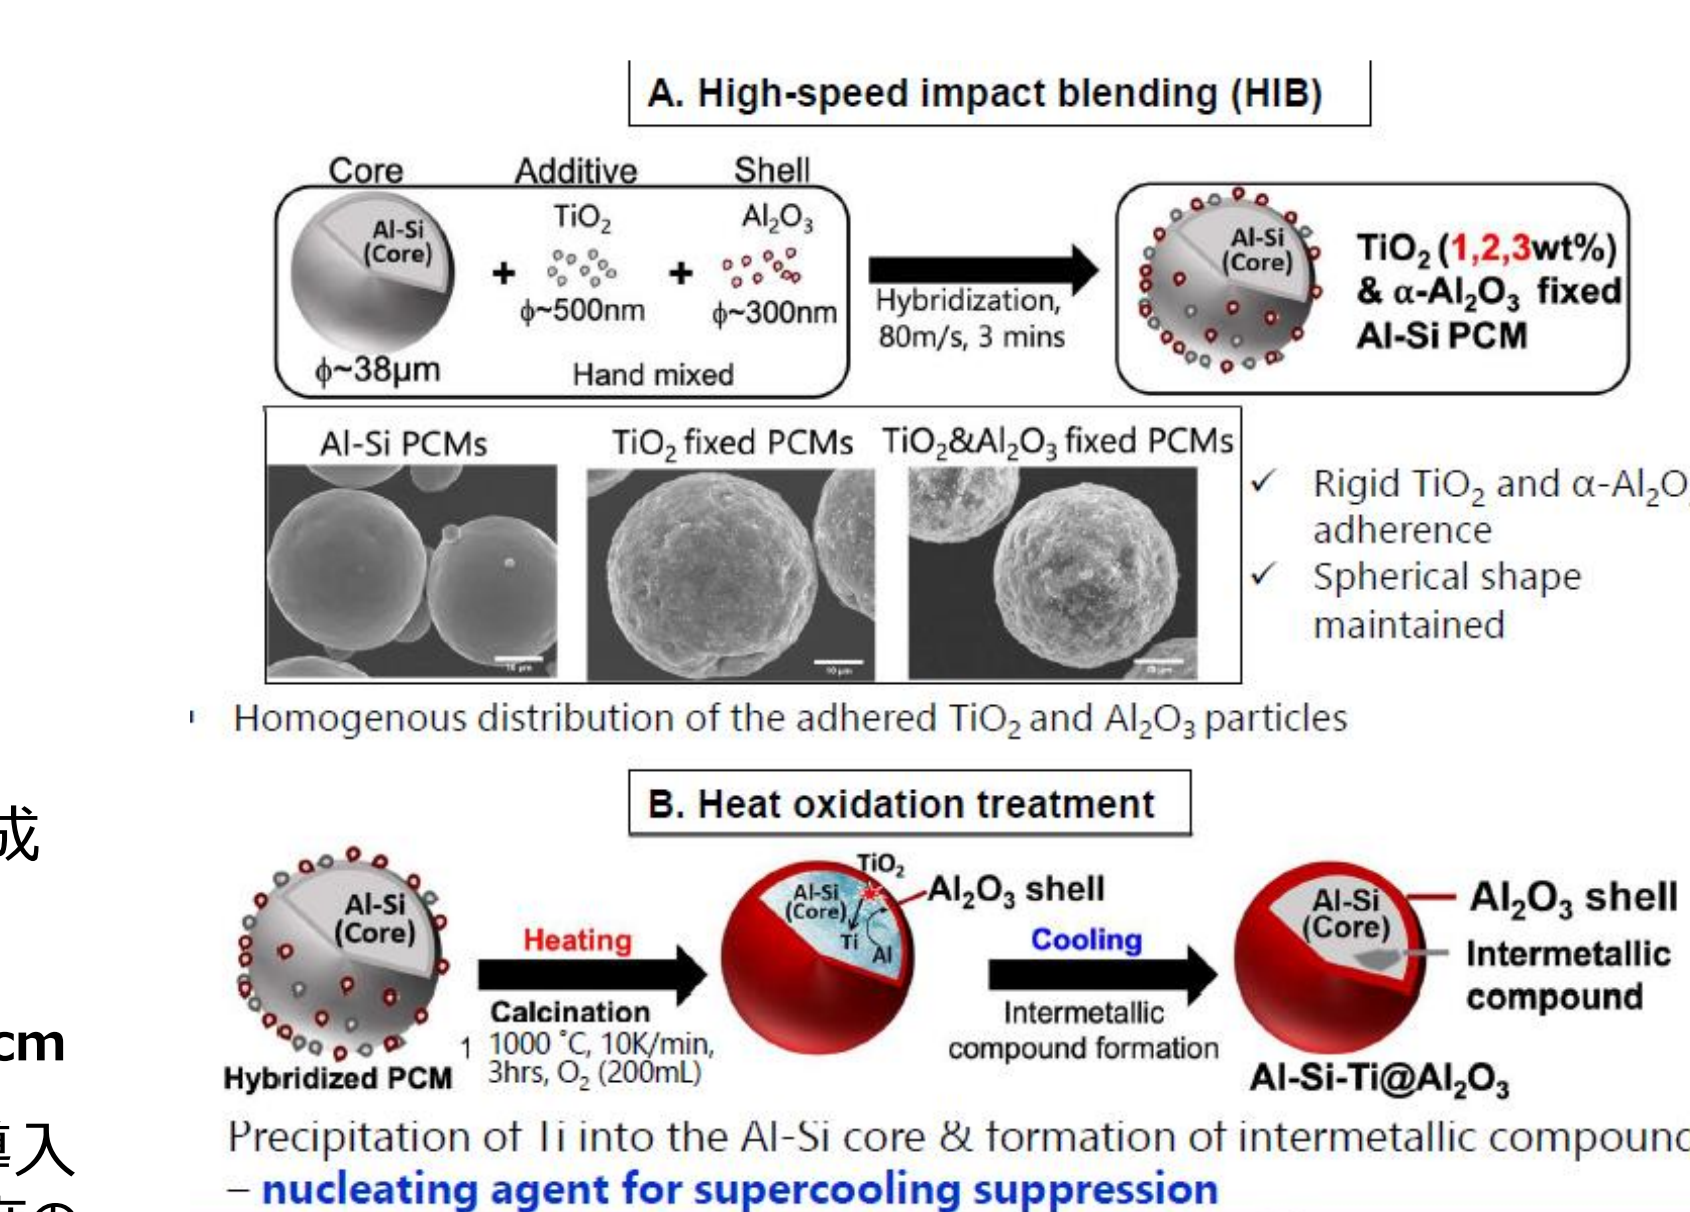 A. High-speed impact blending (HIB)
Core Additive Shell
Al-Si
(Core)
TiO₂
Al₂O₃
+
+
ϕ~500nm
ϕ~300nm
ϕ~38μm
Hand mixed
Hybridization,
80m/s, 3 mins
Al-Si
(Core)
TiO₂ (1,2,3wt%)
& α-Al₂O₃ fixed
Al-Si PCM
Al-Si PCMs
TiO₂ fixed PCMs
TiO₂&Al₂O₃ fixed PCMs
10 μm
✓ Rigid TiO₂ and α-Al₂O
adherence
✓ Spherical shape
maintained
Homogenous distribution of the adhered TiO₂ and Al₂O₃ particles
成
cm
導入
B. Heat oxidation treatment
Al-Si
(Core)
Hybridized PCM
Heating
Calcination
1000 ˚C, 10K/min,
3hrs, O₂ (200mL)
1
TiO₂
Al-Si
(Core)
Ti
Al
Al₂O₃ shell
Cooling
Intermetallic
compound formation
Al-Si
(Core)
Al₂O₃ shell
Intermetallic
compound
Al-Si-Ti@Al₂O₃
Precipitation of Ti into the Al-Si core & formation of intermetallic compound
– nucleating agent for supercooling suppression